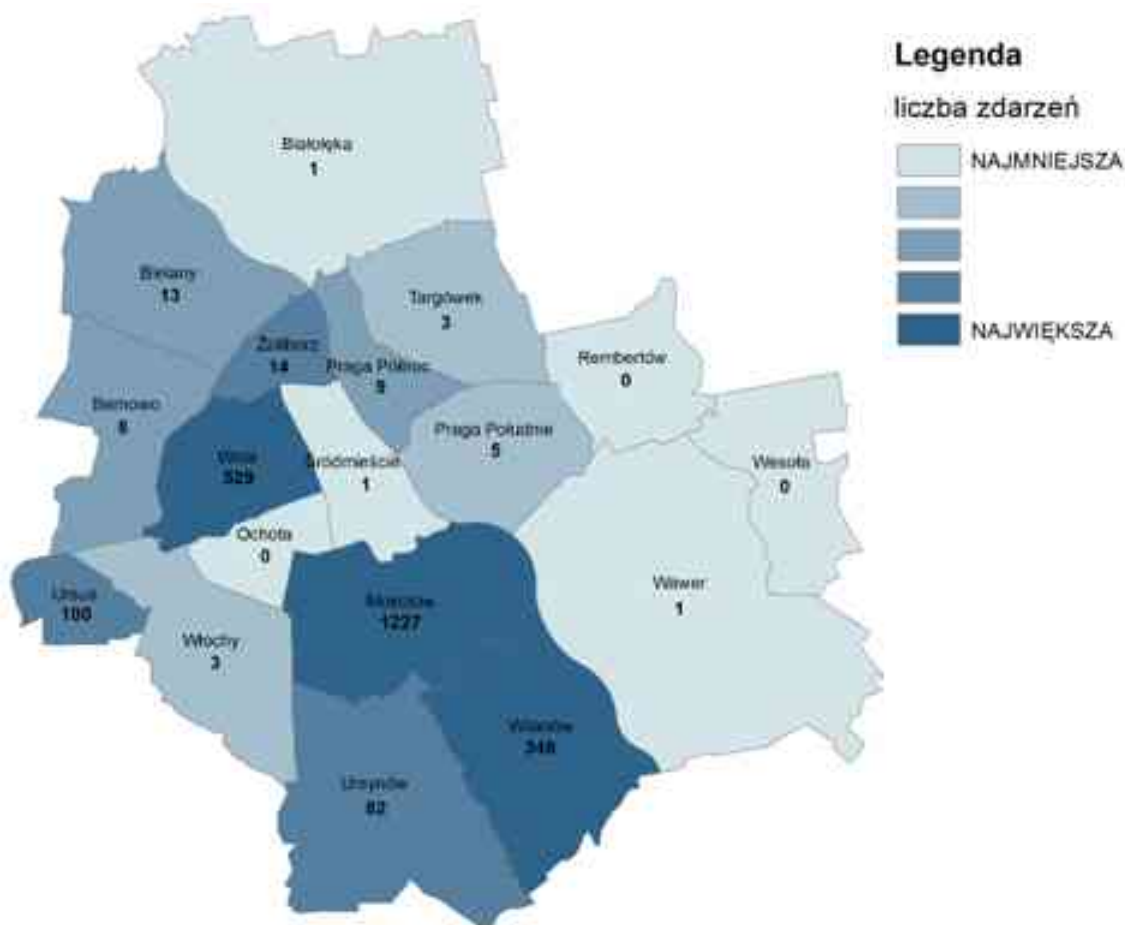 Legenda
liczba zdarzeń
NAJMNIEJSZA
NAJWIĘKSZA
Białołęka
1
Bielany
13
Targówek
3
Żoliborz
14
Praga Północ
9
Rembertów
0
Bemowo
8
Praga Południe
5
Wesoła
0
Wola
529
Śródmieście
1
Ochota
0
Wawer
1
Ursus
Mokotów
1227
Włochy
3
Wilanów
Ursynów
82